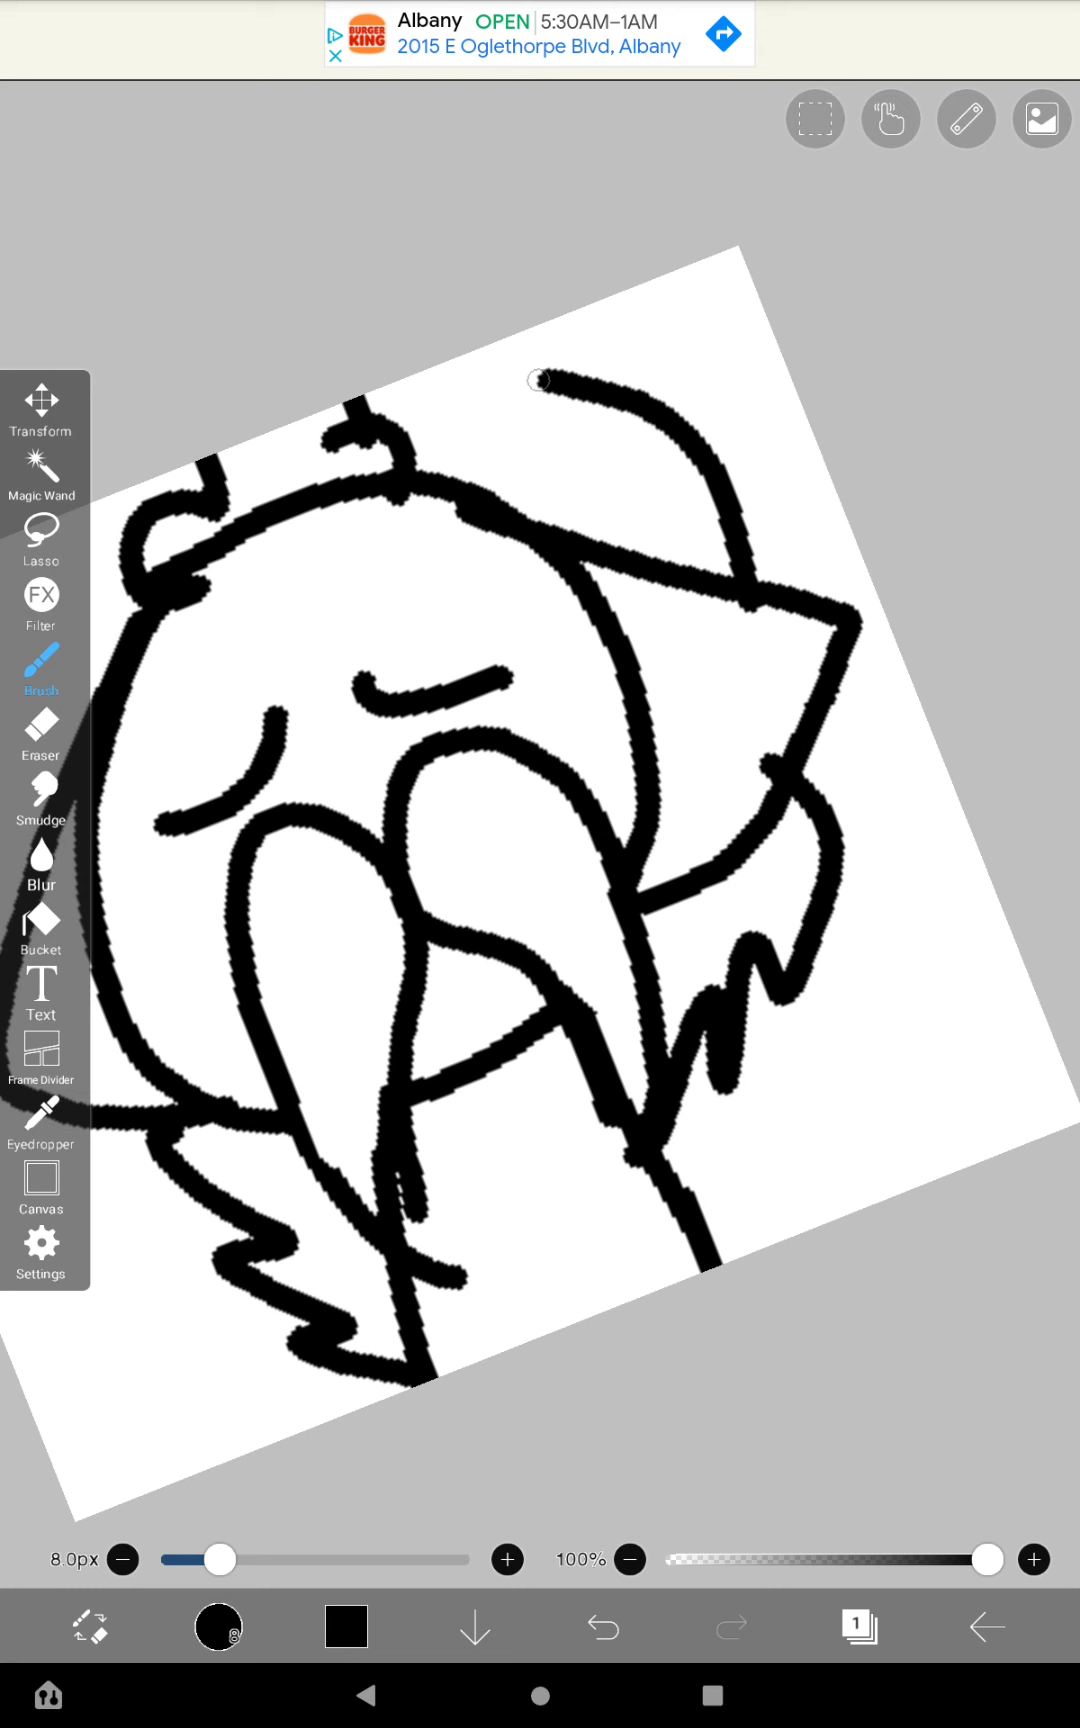 BURGER
KING
Albany OPEN 5:30AM–1AM
2015 E Oglethorpe Blvd, Albany
Transform
Magic Wand
Lasso
FX
Filter
Brush
Eraser
Smudge
Blur
Bucket
T
Text
Frame Divider
Eyedropper
Canvas
Settings
8.0px
100%
8
1